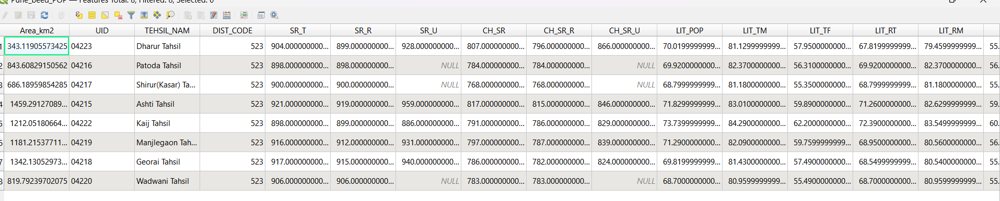 Pune_beed_POP — Features Total: 8, Filtered: 8, Selected: 0
Area_km2 UID TEHSIL_NAM DIST_CODE SR_T SR_R SR_U CH_SR CH_SR_R CH_SR_U LIT_POP LIT_TM LIT_TF LIT_RT LIT_RM
1 343.11905573425 04223 Dharur Tahsil 523 904.000000000... 899.000000000... 928.000000000... 807.000000000... 796.000000000... 866.000000000... 70.0199999999... 81.1299999999... 57.9500000000... 67.8199999999... 79.4599999999... 55.
2 843.60829150562 04216 Patoda Tahsil 523 898.000000000... 898.000000000... NULL 784.000000000... 784.000000000... NULL 69.9200000000... 82.3700000000... 56.3100000000... 69.9200000000... 82.3700000000... 56.
3 686.18959854285 04217 Shirur(Kasar) Ta... 523 900.000000000... 900.000000000... NULL 768.000000000... 768.000000000... NULL 68.7999999999... 81.1800000000... 55.3500000000... 68.7999999999... 81.1800000000... 55.
4 1459.29127089... 04215 Ashti Tahsil 523 921.000000000... 919.000000000... 959.000000000... 817.000000000... 815.000000000... 846.000000000... 71.8299999999... 83.0100000000... 59.8900000000... 71.2600000000... 82.6299999999... 59.
5 1212.05180664... 04222 Kaij Tahsil 523 898.000000000... 899.000000000... 886.000000000... 791.000000000... 786.000000000... 829.000000000... 73.7399999999... 84.2900000000... 62.2000000000... 72.3900000000... 83.5499999999... 60.
6 1181.21537711... 04219 Manjlegaon Tah... 523 916.000000000... 912.000000000... 931.000000000... 797.000000000... 787.000000000... 839.000000000... 71.2900000000... 82.0900000000... 59.7599999999... 68.9500000000... 80.5600000000... 56.
7 1342.13052973... 04218 Georai Tahsil 523 917.000000000... 915.000000000... 940.000000000... 786.000000000... 782.000000000... 824.000000000... 69.8199999999... 81.4300000000... 57.4900000000... 68.5499999999... 80.5400000000... 55.
8 819.79239702075 04220 Wadwani Tahsil 523 906.000000000... 906.000000000... NULL 783.000000000... 783.000000000... NULL 68.7000000000... 80.9599999999... 55.4900000000... 68.7000000000... 80.9599999999... 55.